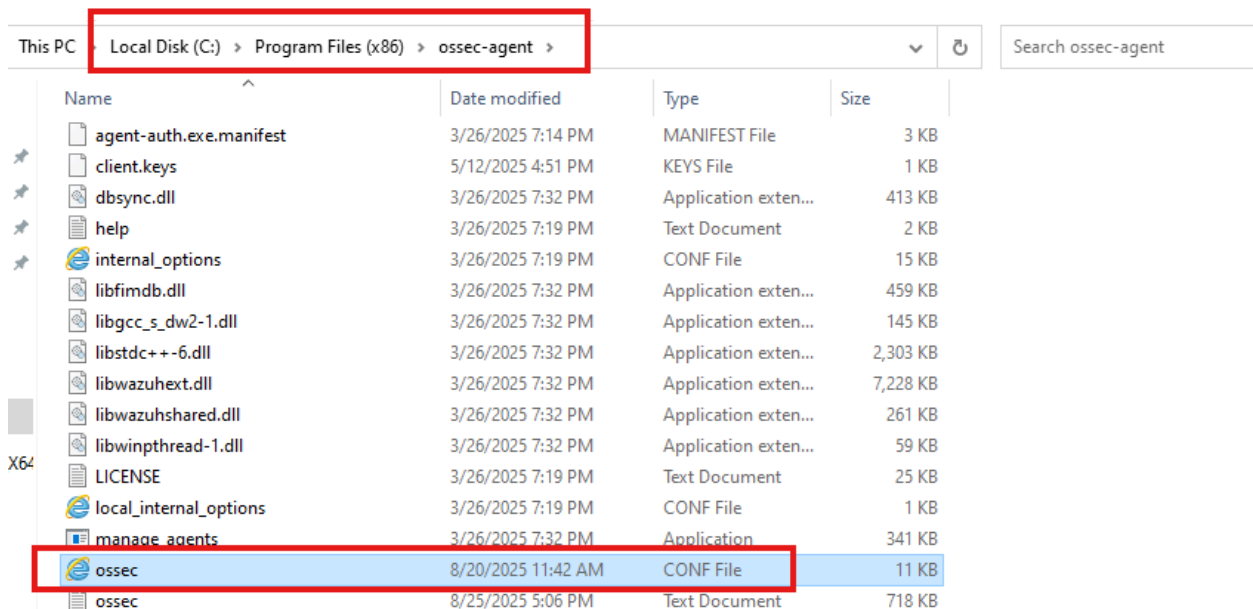 This PC › Local Disk (C:) › Program Files (x86) › ossec-agent › Search ossec-agent
Name Date modified Type Size
agent-auth.exe.manifest 3/26/2025 7:14 PM MANIFEST File 3 KB
client.keys 5/12/2025 4:51 PM KEYS File 1 KB
dbsync.dll 3/26/2025 7:32 PM Application exten... 413 KB
help 3/26/2025 7:19 PM Text Document 2 KB
internal_options 3/26/2025 7:19 PM CONF File 15 KB
libfimdb.dll 3/26/2025 7:32 PM Application exten... 459 KB
libgcc_s_dw2-1.dll 3/26/2025 7:32 PM Application exten... 145 KB
libstdc++-6.dll 3/26/2025 7:32 PM Application exten... 2,303 KB
libwazuhext.dll 3/26/2025 7:32 PM Application exten... 7,228 KB
libwazuhshared.dll 3/26/2025 7:32 PM Application exten... 261 KB
libwinpthread-1.dll 3/26/2025 7:32 PM Application exten... 59 KB
X64
LICENSE 3/26/2025 7:19 PM Text Document 25 KB
local_internal_options 3/26/2025 7:19 PM CONF File 1 KB
manage_agents 3/26/2025 7:32 PM Application 341 KB
ossec 8/20/2025 11:42 AM CONF File 11 KB
ossec 8/25/2025 5:06 PM Text Document 718 KB